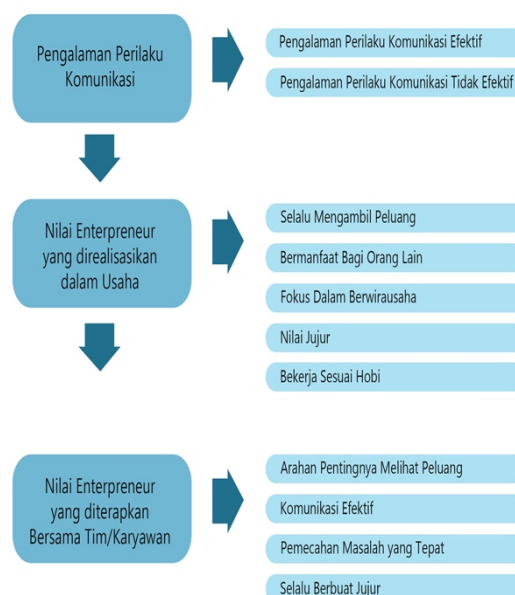 Pengalaman Perilaku
Komunikasi
Pengalaman Perilaku Komunikasi Efektif
Pengalaman Perilaku Komunikasi Tidak Efektif
Nilai Enterpreneur
yang direalisasikan
dalam Usaha
Selalu Mengambil Peluang
Bermanfaat Bagi Orang Lain
Fokus Dalam Berwirausaha
Nilai Jujur
Bekerja Sesuai Hobi
Nilai Enterpreneur
yang diterapkan
Bersama Tim/Karyawan
Arahan Pentingnya Melihat Peluang
Komunikasi Efektif
Pemecahan Masalah yang Tepat
Selalu Berbuat Jujur